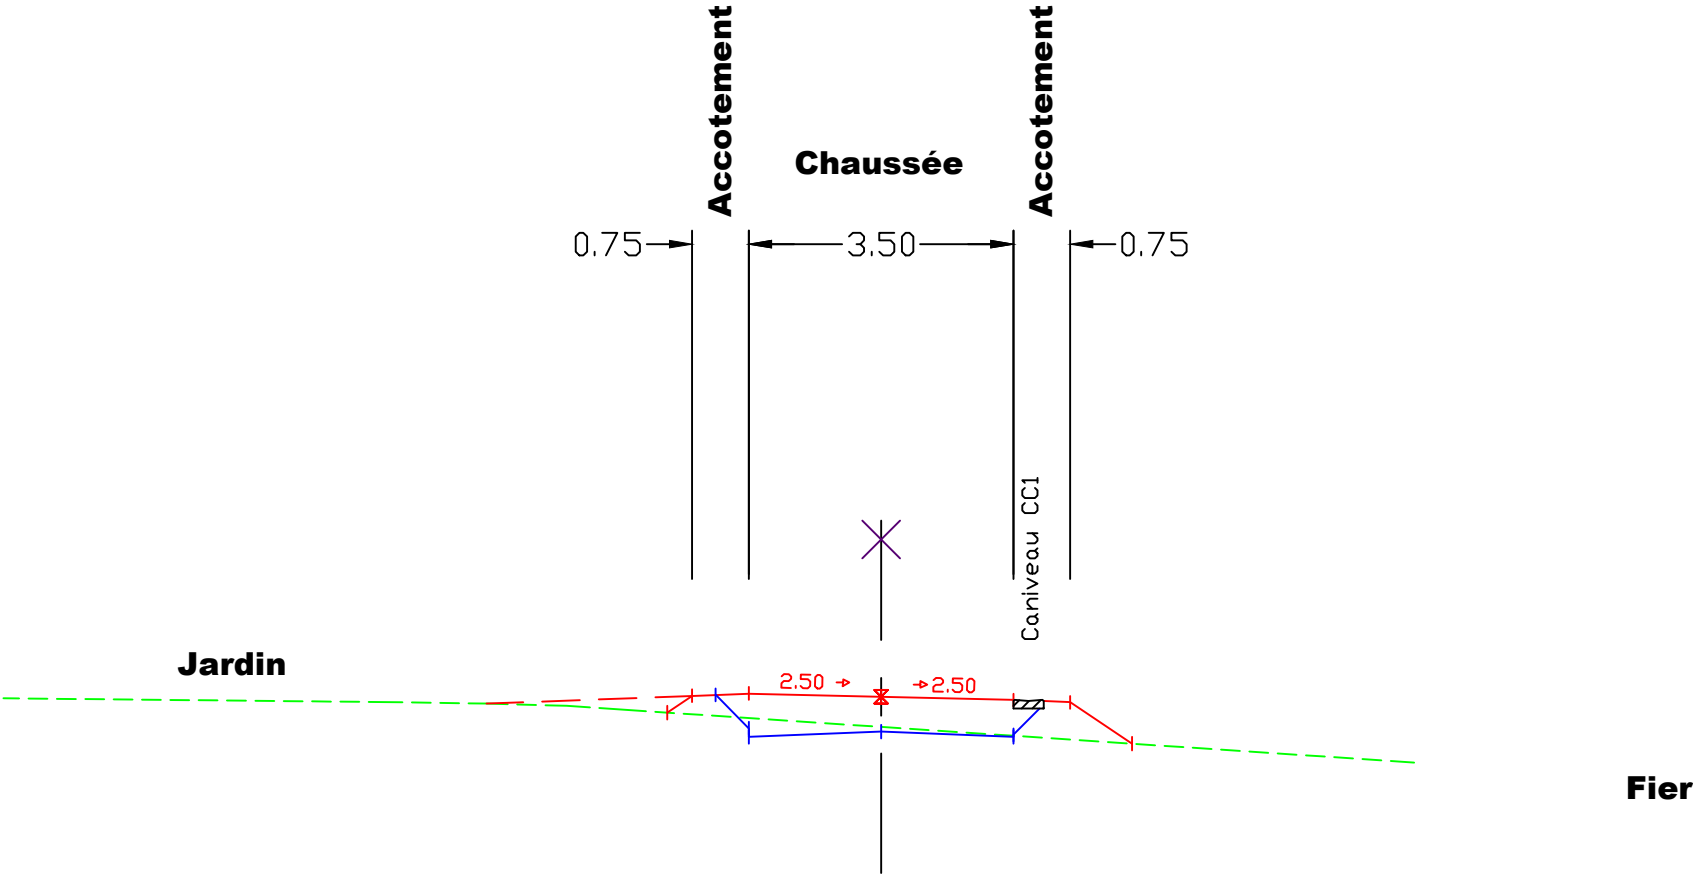 Accotement
Accotement
Chaussée
0.75
3.50
0.75
Caniveau CC1
Jardin
2.50
2.50
Fier